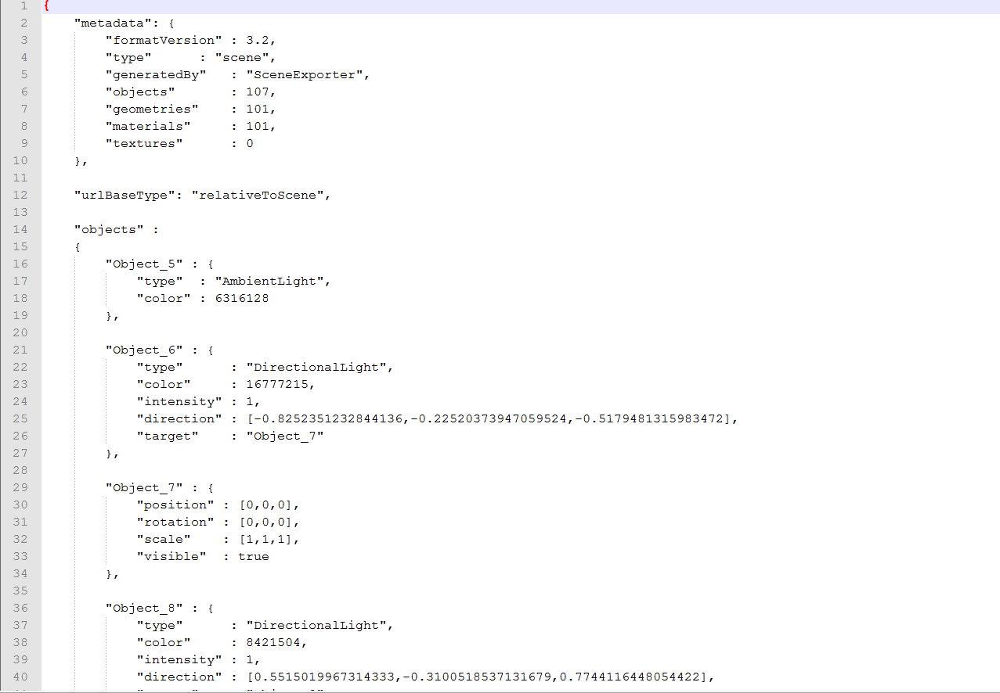 1 {
2 "metadata": {
3 "formatVersion" : 3.2,
4 "type" : "scene",
5 "generatedBy" : "SceneExporter",
6 "objects" : 107,
7 "geometries" : 101,
8 "materials" : 101,
9 "textures" : 0
10 },
11
12 "urlBaseType": "relativeToScene",
13
14 "objects" :
15 {
16 "Object_5" : {
17 "type" : "AmbientLight",
18 "color" : 6316128
19 },
20
21 "Object_6" : {
22 "type" : "DirectionalLight",
23 "color" : 16777215,
24 "intensity" : 1,
25 "direction" : [-0.8252351232844136,-0.22520373947059524,-0.5179481315983472],
26 "target" : "Object_7"
27 },
28
29 "Object_7" : {
30 "position" : [0,0,0],
31 "rotation" : [0,0,0],
32 "scale" : [1,1,1],
33 "visible" : true
34 },
35
36 "Object_8" : {
37 "type" : "DirectionalLight",
38 "color" : 8421504,
39 "intensity" : 1,
40 "direction" : [0.5515019967314333,-0.3100518537131679,0.7744116448054422],